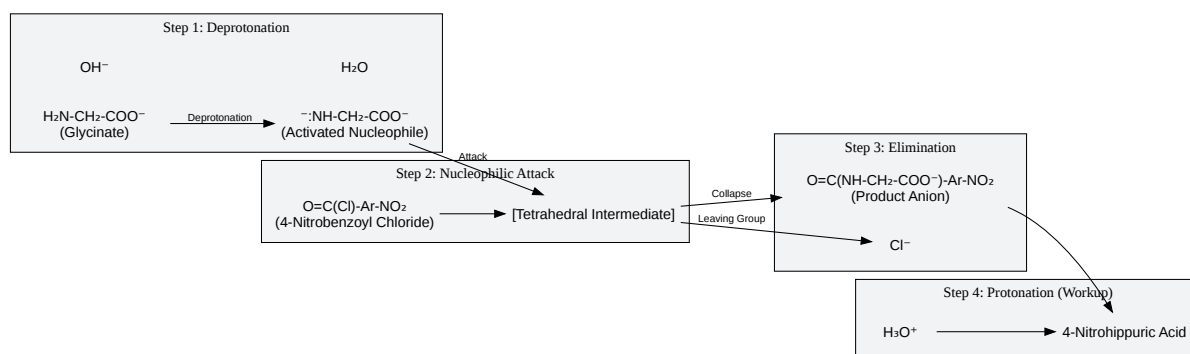 Step 1: Deprotonation
OH⁻
H₂O
H₂N-CH₂-COO⁻
(Glycinate)
Deprotonation
⁻:NH-CH₂-COO⁻
(Activated Nucleophile)
Attack
Step 2: Nucleophilic Attack
O=C(Cl)-Ar-NO₂
(4-Nitrobenzoyl Chloride)
[Tetrahedral Intermediate]
Collapse
Leaving Group
Step 3: Elimination
O=C(NH-CH₂-COO⁻)-Ar-NO₂
(Product Anion)
Cl⁻
Step 4: Protonation (Workup)
H₃O⁺
4-Nitrohippuric Acid